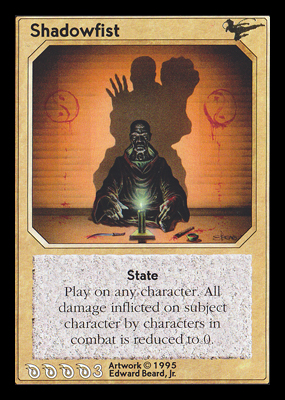 Shadowfist
E. BEARD
State
Play on any character. All
damage inflicted on subject
character by characters in
combat is reduced to 0.
3
Artwork © 1995
Edward Beard, Jr.